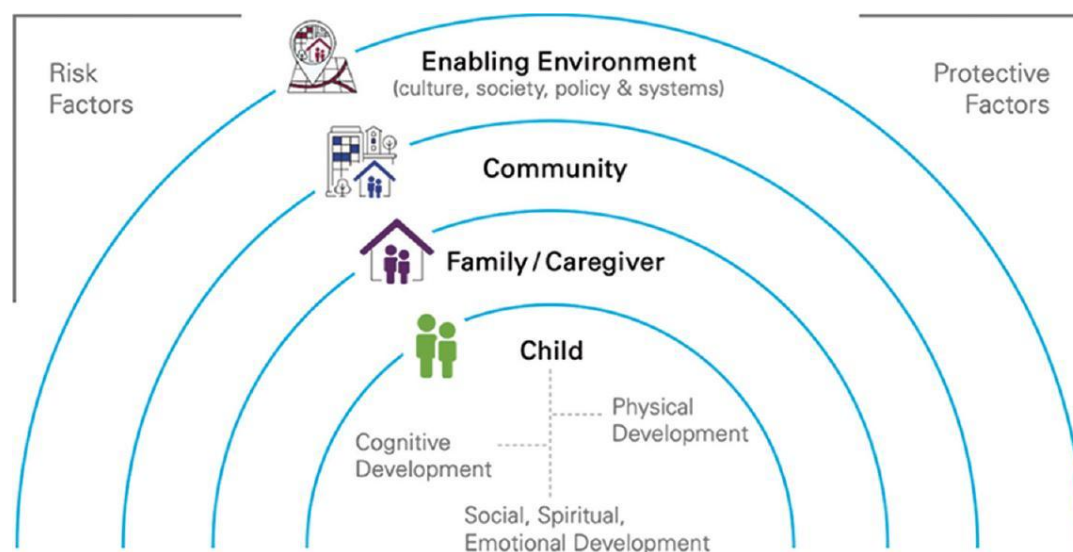 Risk
Factors
Enabling Environment
(culture, society, policy & systems)
Protective
Factors
Community
Family / Caregiver
Child
Physical
Development
Cognitive
Development
Social, Spiritual,
Emotional Development